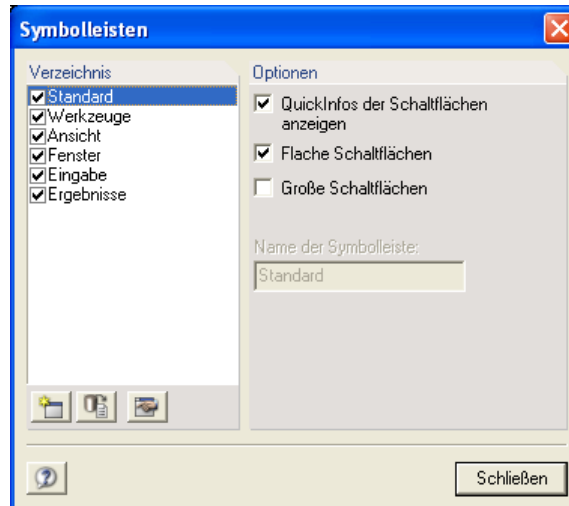 Symbolleisten
Verzeichnis
Standard
Werkzeuge
Ansicht
Fenster
Eingabe
Ergebnisse
Optionen
QuickInfos der Schaltflächen
anzeigen
Flache Schaltflächen
Große Schaltflächen
Name der Symbolleiste:
Standard
Schließen